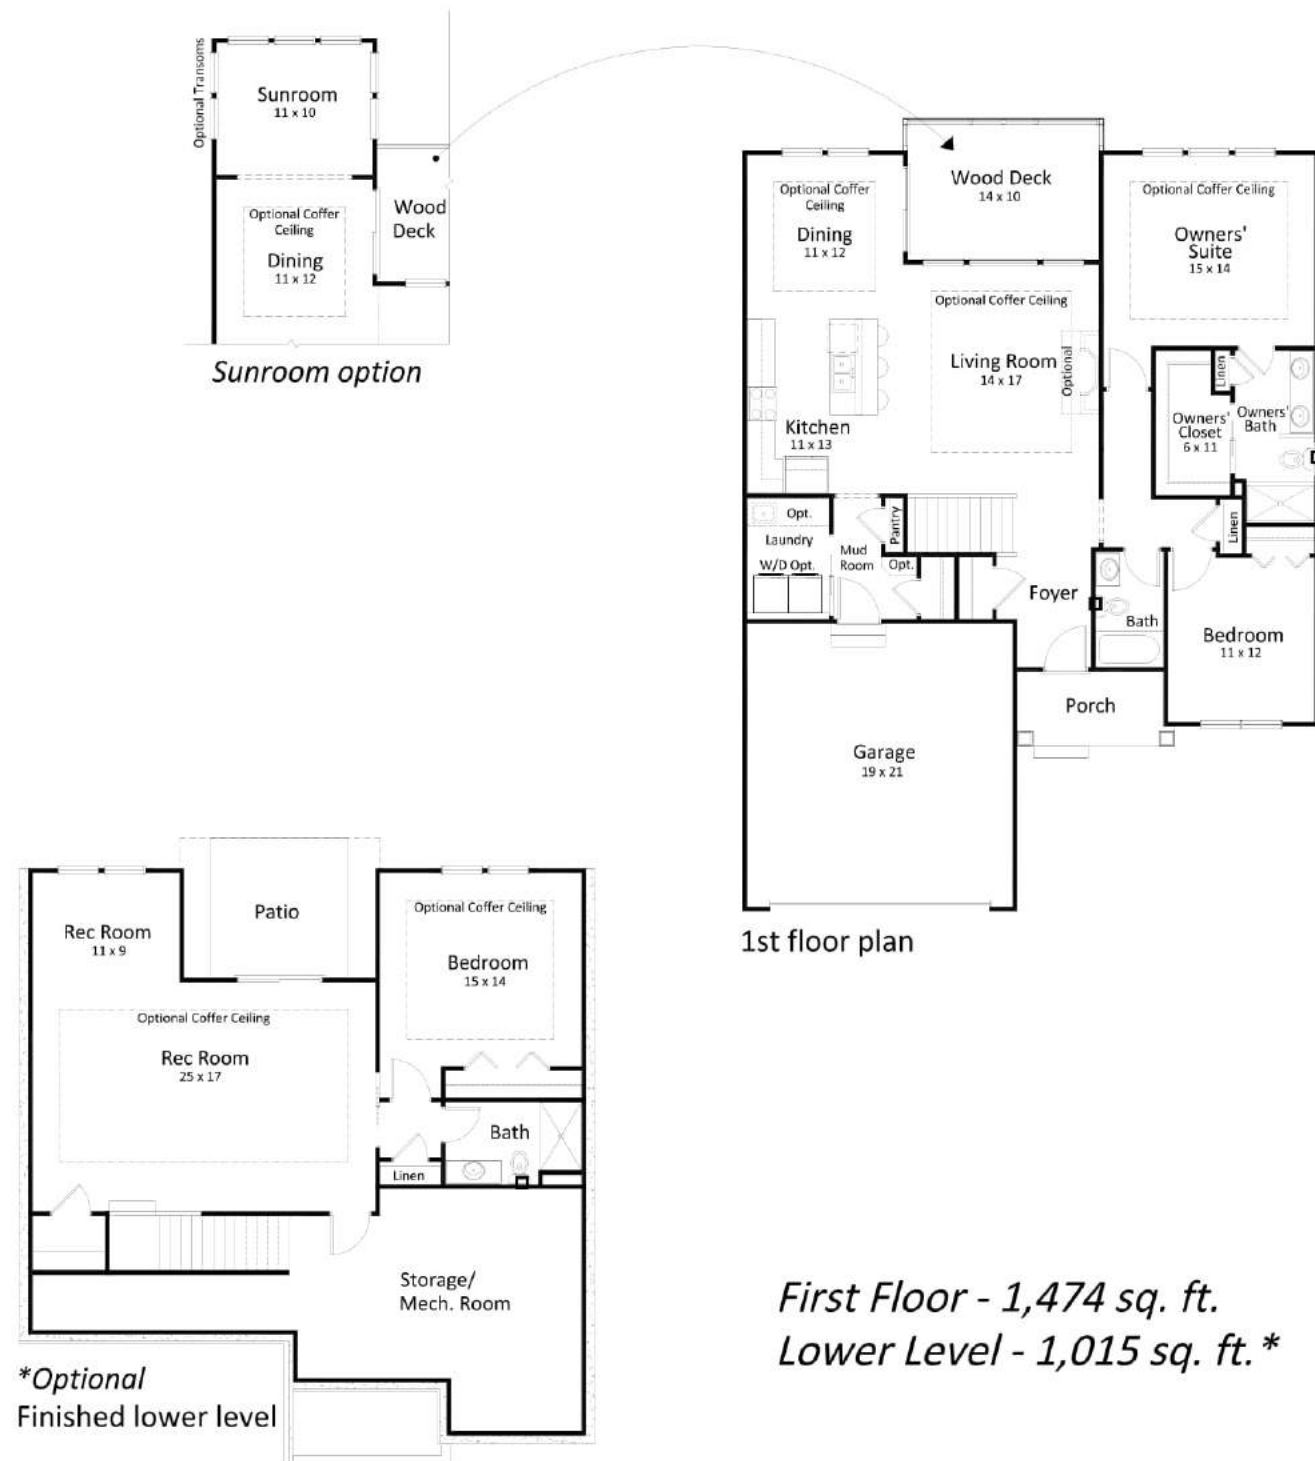 Optional Transoms
Sunroom
11 x 10
Optional Coffer
Ceiling
Dining
11 x 12
Wood
Deck
Sunroom option
Optional Coffer
Ceiling
Dining
11 x 12
Wood Deck
14 x 10
Optional Coffer Ceiling
Owners'
Suite
15 x 14
Optional Coffer Ceiling
Living Room
14 x 17
Optional
Kitchen
11 x 13
Linen
Owners'
Closet
6 x 11
Owners'
Bath
Opt.
Laundry
W/D Opt.
Mud
Room
Pantry
Opt.
Foyer
Linen
Bath
Bedroom
11 x 12
Porch
Garage
19 x 21
1st floor plan
Rec Room
11 x 9
Patio
Optional Coffer Ceiling
Bedroom
15 x 14
Optional Coffer Ceiling
Rec Room
25 x 17
Bath
Linen
Storage/
Mech. Room
*Optional
Finished lower level
First Floor - 1,474 sq. ft.
Lower Level - 1,015 sq. ft.*